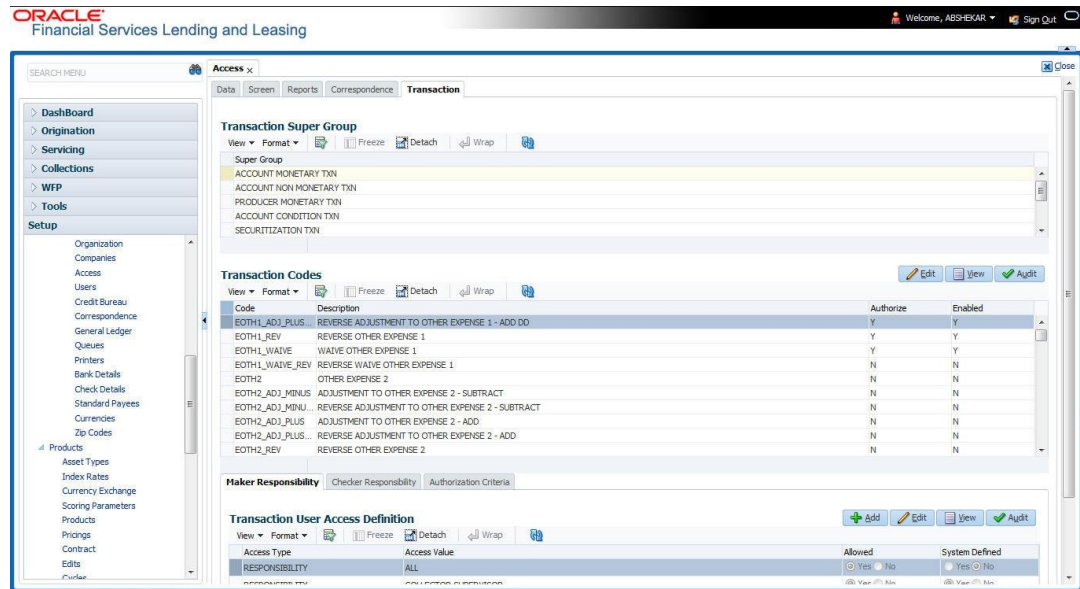 ORACLE
Financial Services Lending and Leasing
Welcome, ABSHEKAR
Sign Out
SEARCH MENU
DashBoard
Origination
Servicing
Collections
WFP
Tools
Setup
Organization
Companies
Access
Users
Credit Bureau
Correspondence
General Ledger
Queues
Printers
Bank Details
Check Details
Standard Payees
Currencies
Zip Codes
Products
Asset Types
Index Rates
Currency Exchange
Scoring Parameters
Products
Pricings
Contract
Edits
Cycles
Access x
Close
Data Screen Reports Correspondence Transaction
Transaction Super Group
View Format Freeze Detach Wrap
Super Group
ACCOUNT MONETARY TXN
ACCOUNT NON MONETARY TXN
PRODUCER MONETARY TXN
ACCOUNT CONDITION TXN
SECURITIZATION TXN
Transaction Codes
Edit View Audit
View Format Freeze Detach Wrap
Code Description Authorize Enabled
EOTH1_ADJ_PLUS... REVERSE ADJUSTMENT TO OTHER EXPENSE 1 - ADD DD Y Y
EOTH1_REV REVERSE OTHER EXPENSE 1 Y Y
EOTH1_WAIVE WAIVE OTHER EXPENSE 1 Y Y
EOTH1_WAIVE_REV REVERSE WAIVE OTHER EXPENSE 1 N N
EOTH2 OTHER EXPENSE 2 N N
EOTH2_ADJ_MINUS ADJUSTMENT TO OTHER EXPENSE 2 - SUBTRACT N N
EOTH2_ADJ_MINU... REVERSE ADJUSTMENT TO OTHER EXPENSE 2 - SUBTRACT N N
EOTH2_ADJ_PLUS ADJUSTMENT TO OTHER EXPENSE 2 - ADD N N
EOTH2_ADJ_PLUS... REVERSE ADJUSTMENT TO OTHER EXPENSE 2 - ADD N N
EOTH2_REV REVERSE OTHER EXPENSE 2 N N
Maker Responsibility Checker Responsibility Authorization Criteria
Transaction User Access Definition
Add Edit View Audit
View Format Freeze Detach Wrap
Access Type Access Value Allowed System Defined
RESPONSIBILITY ALL Yes No Yes No
RESPONSIBILITY COLLECTOR SUPERVISOR Yes No Yes No